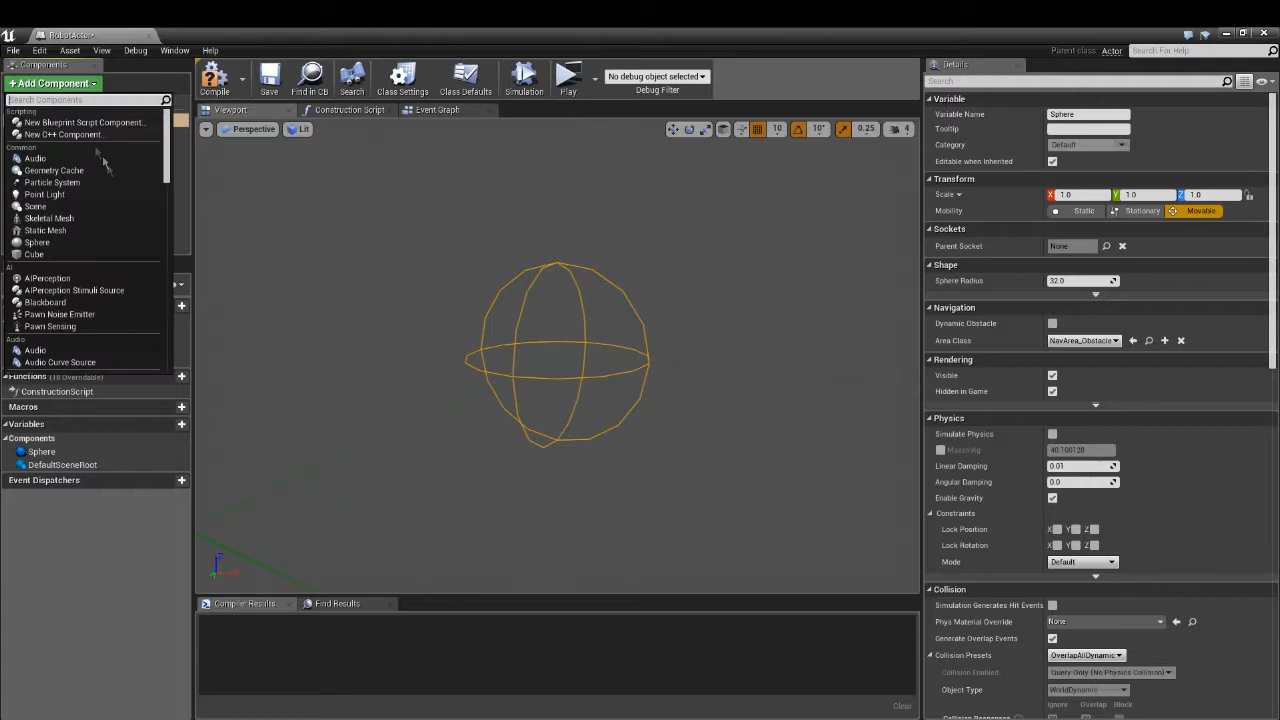 RobotActor*
File Edit Asset View Debug Window Help
Parent class: Actor
Search For Help
Components
+Add Component
Search Components
Scripting
New Blueprint Script Component...
New C++ Component...
Common
Audio
Geometry Cache
Particle System
Point Light
Scene
Skeletal Mesh
Static Mesh
Sphere
Cube
AI
AIPerception
AIPerception Stimuli Source
Blackboard
Pawn Noise Emitter
Pawn Sensing
Audio
Audio
Audio Curve Source
Functions (18 Overridable)
ConstructionScript
Macros
Variables
Components
Sphere
DefaultSceneRoot
Event Dispatchers
Compile
Save
Find in CB
Search
Class Settings
Class Defaults
Simulation
Play
No debug object selected
Debug Filter
Viewport
Construction Script
Event Graph
Perspective
Lit
10
10°
0.25
4
Z
Compiler Results
Find Results
Clear
Details
Search
Variable
Variable Name Sphere
Tooltip
Category Default
Editable when Inherited
Transform
Scale X 1.0 Y 1.0 Z 1.0
Mobility Static Stationary Movable
Sockets
Parent Socket None
Shape
Sphere Radius 32.0
Navigation
Dynamic Obstacle
Area Class NavArea_Obstacle
Rendering
Visible
Hidden in Game
Physics
Simulate Physics
MassInKg 40.100128
Linear Damping 0.01
Angular Damping 0.0
Enable Gravity
Constraints
Lock Position X Y Z
Lock Rotation X Y Z
Mode Default
Collision
Simulation Generates Hit Events
Phys Material Override None
Generate Overlap Events
Collision Presets OverlapAllDynamic
Collision Enabled Query Only (No Physics Collision)
Object Type WorldDynamic
Ignore Overlap Block
Collision Responses